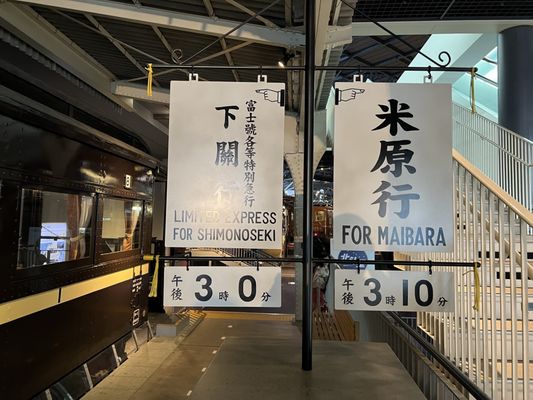 富士號各等特別急行
下関行
LIMITED EXPRESS
FOR SHIMONOSEKI
午後 3 0分
米原行
FOR MAIBARA
午後 3時10分